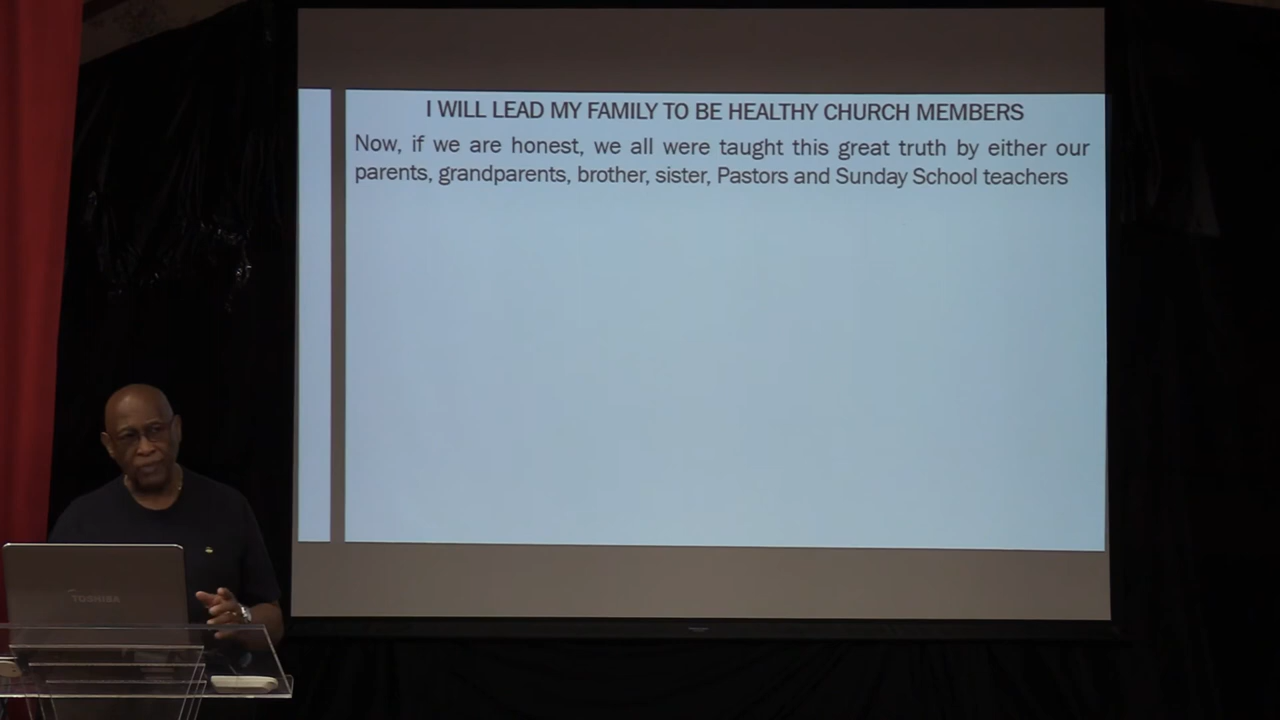 I WILL LEAD MY FAMILY TO BE HEALTHY CHURCH MEMBERS
Now, if we are honest, we all were taught this great truth by either our
parents, grandparents, brother, sister, Pastors and Sunday School teachers
TOSHIBA